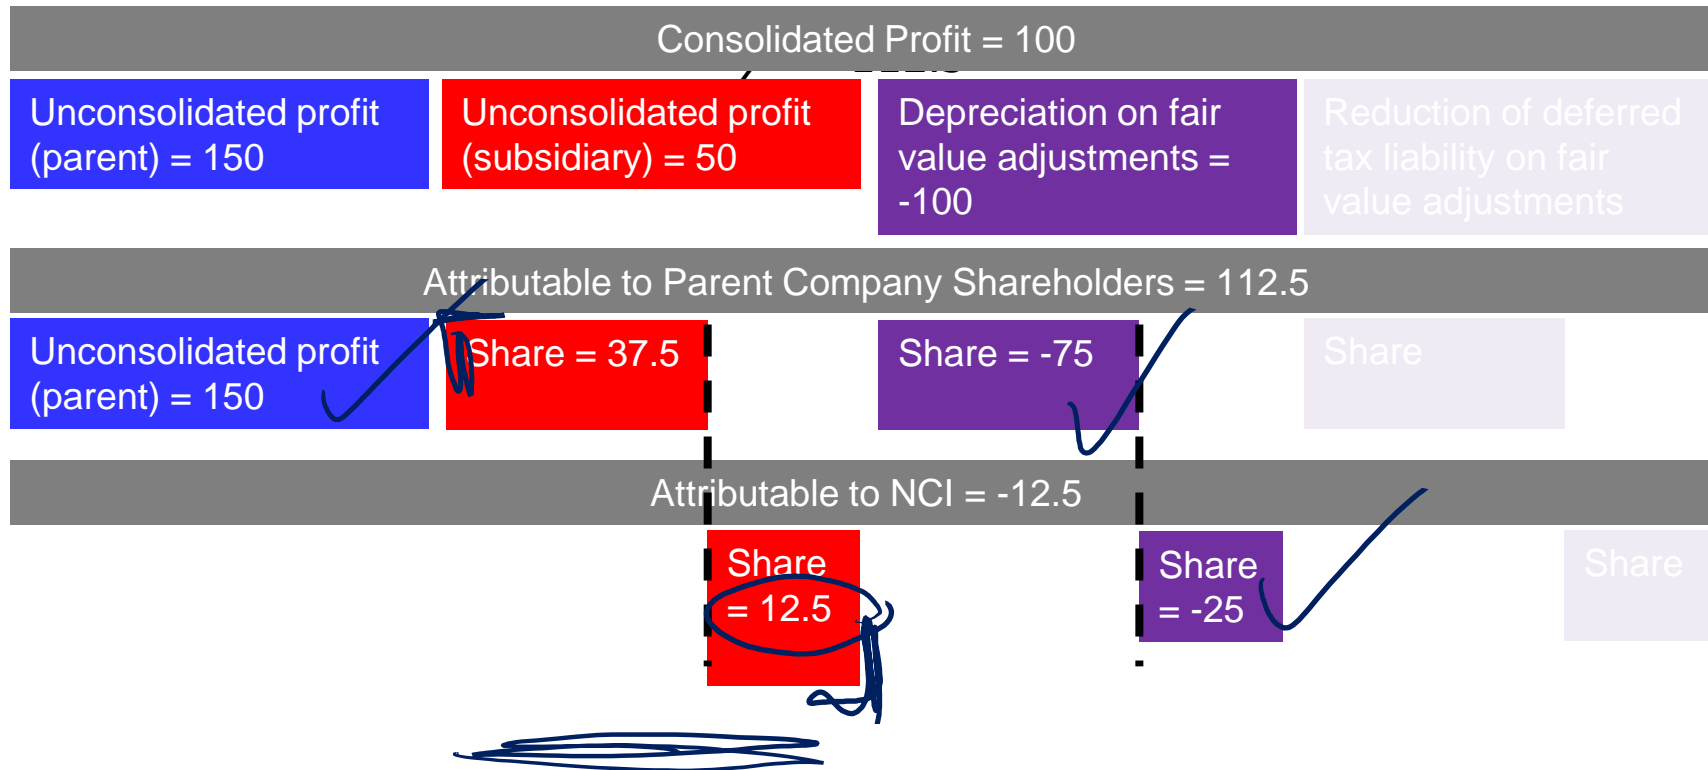 Consolidated Profit = 100
Unconsolidated profit
(parent) = 150
Unconsolidated profit
(subsidiary) = 50
Depreciation on fair
value adjustments =
-100
Reduction of deferred
tax liability on fair
value adjustments
Attributable to Parent Company Shareholders = 112.5
Unconsolidated profit
(parent) = 150
Share = 37.5
Share = -75
Share
Attributable to NCI = -12.5
Share
= 12.5
Share
= -25
Share